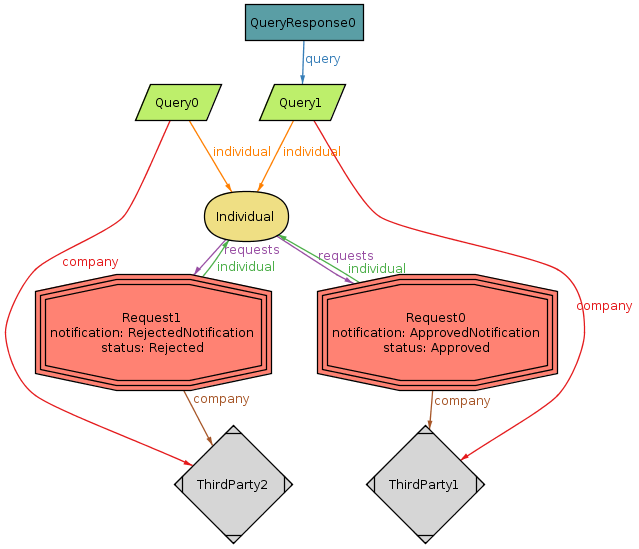 QueryResponse0
query
Query0
Query1
individual
individual
Individual
company
requests
individual
requests
individual
company
Request1
notification: RejectedNotification
status: Rejected
Request0
notification: ApprovedNotification
status: Approved
company
company
ThirdParty2
ThirdParty1